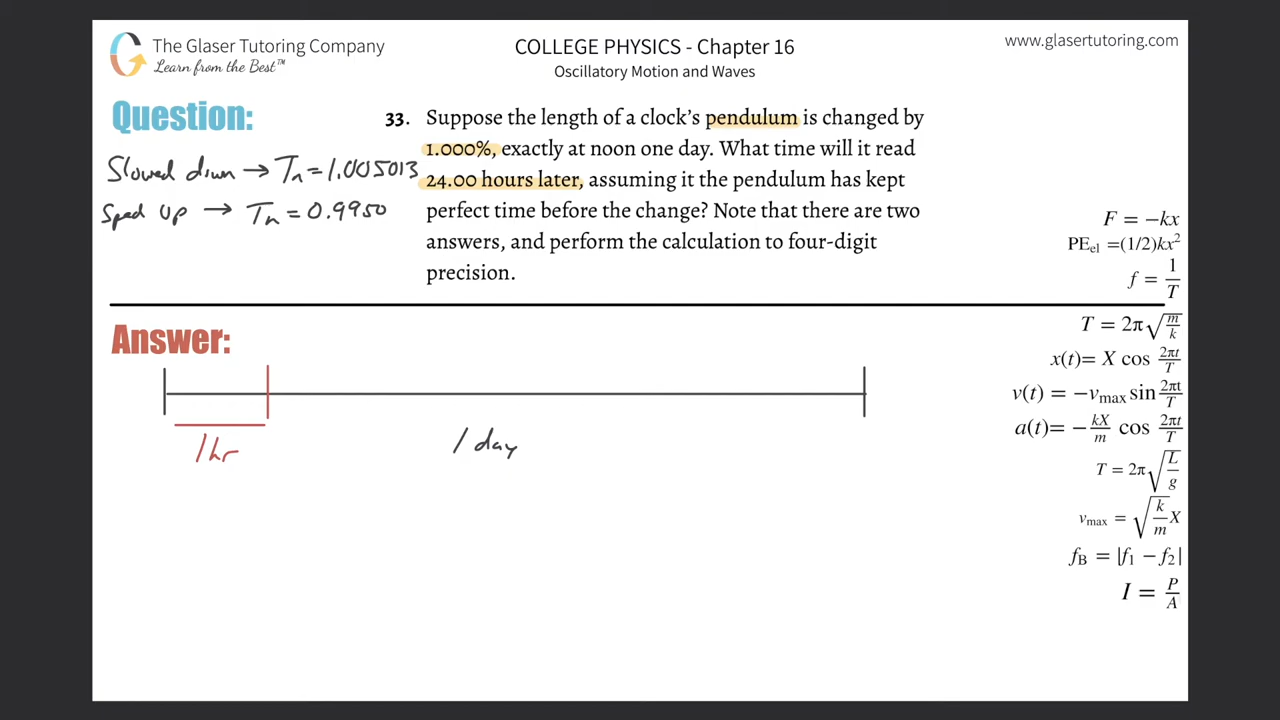 The Glaser Tutoring Company
Learn from the Best™
COLLEGE PHYSICS - Chapter 16
Oscillatory Motion and Waves
www.glasertutoring.com
Question:
Slowed down → Tₙ = 1.005013
Sped up → Tₙ = 0.9950
33. Suppose the length of a clock’s pendulum is changed by
1.000%, exactly at noon one day. What time will it read
24.00 hours later, assuming it the pendulum has kept
perfect time before the change? Note that there are two
answers, and perform the calculation to four-digit
precision.
F = −kx
PEel =(1/2)kx²
f = 1/T
Answer:
T = 2π√(m/k)
x(t)= X cos 2πt/T
v(t) = −vmax sin 2πt/T
a(t)= − kX/m cos 2πt/T
T = 2π√(L/g)
vmax = √(k/m)X
fB = |f1 − f2|
I = P/A
1hr
1 day